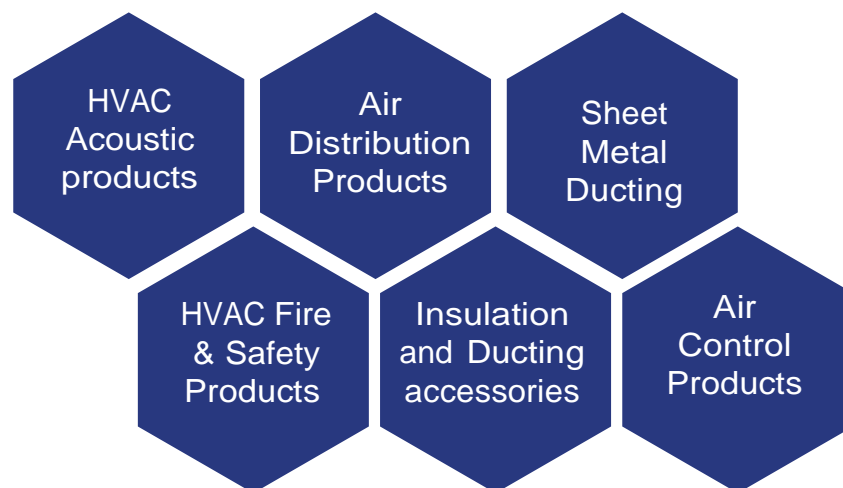 HVAC
Acoustic
products
Air
Distribution
Products
Sheet
Metal
Ducting
HVAC Fire
& Safety
Products
Insulation
and Ducting
accessories
Air
Control
Products